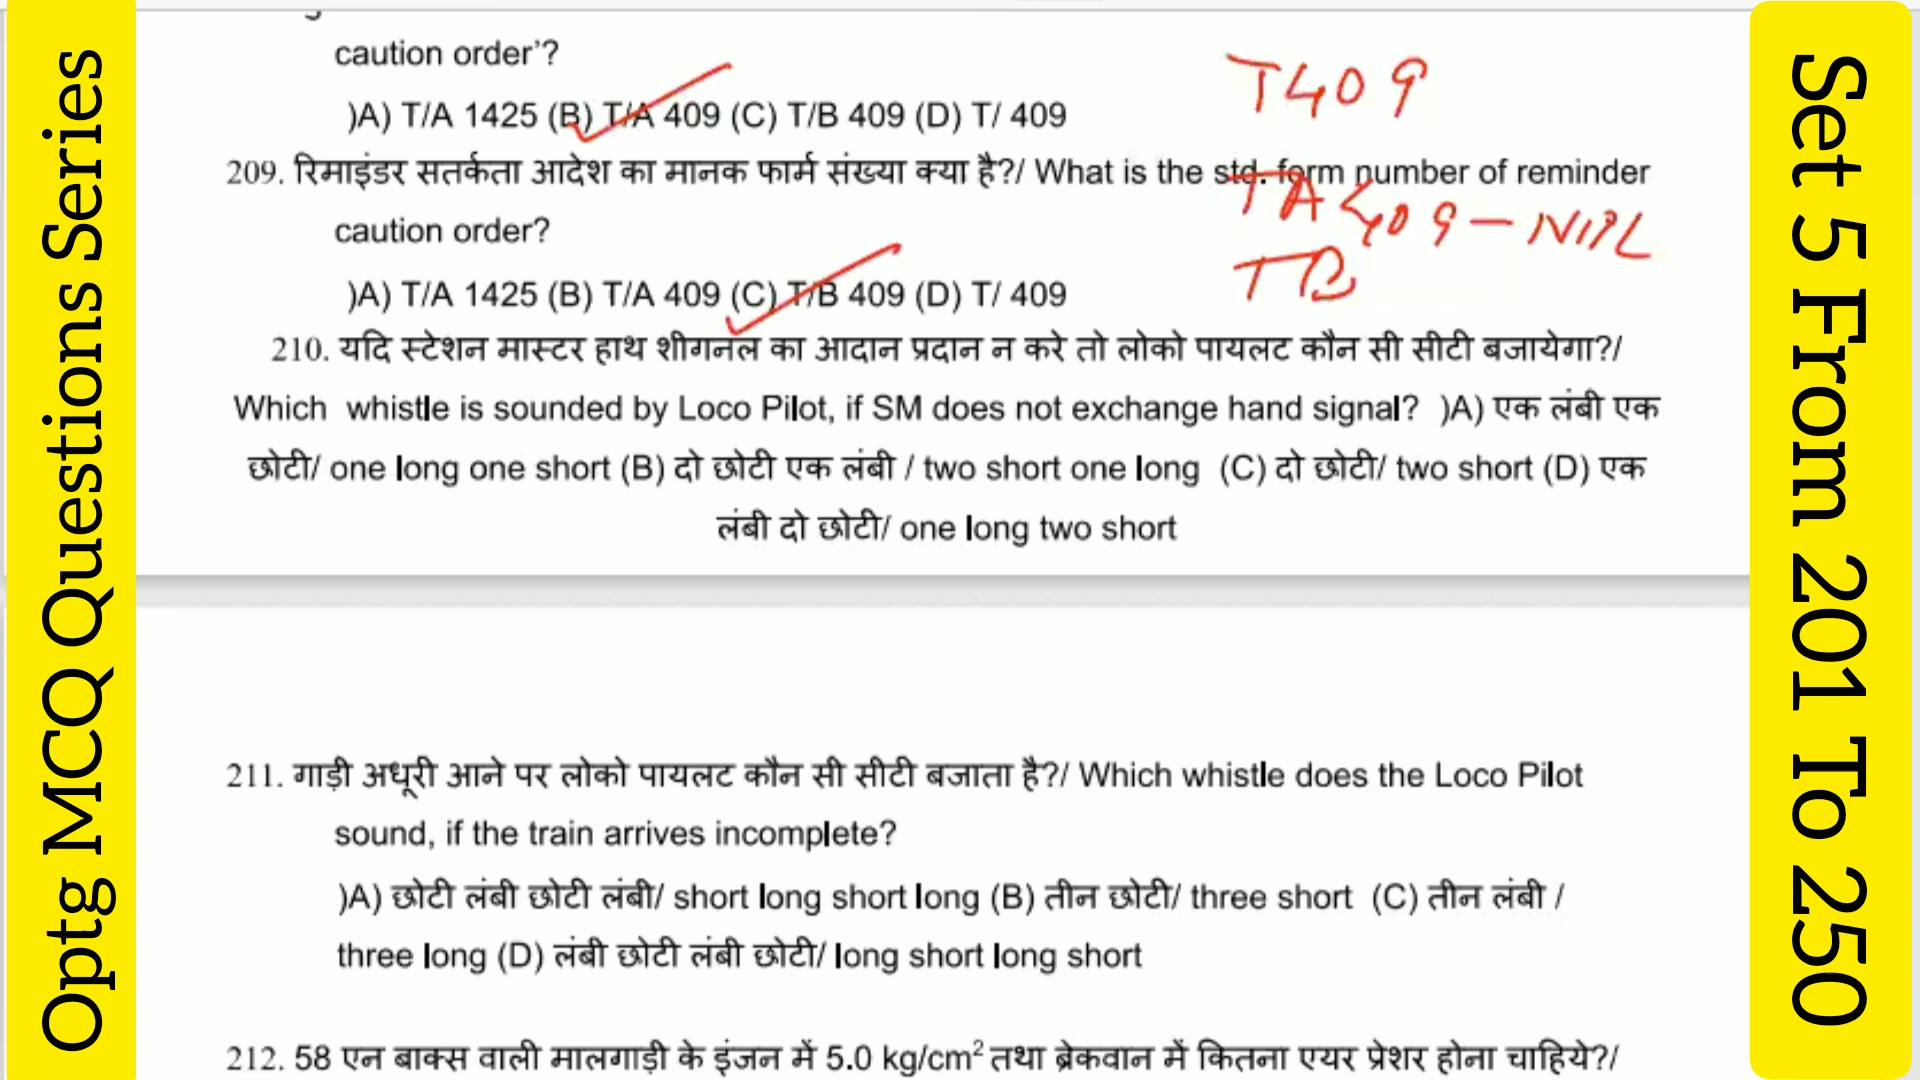 Optg MCQ Questions Series
caution order’?
)A) T/A 1425 (B) T/A 409 (C) T/B 409 (D) T/ 409
T409
209. रिमाइंडर सतर्कता आदेश का मानक फार्म संख्या क्या है?/ What is the std. form number of reminder
caution order?
TA 409 – NIL
TB
)A) T/A 1425 (B) T/A 409 (C) T/B 409 (D) T/ 409
210. यदि स्टेशन मास्टर हाथ शीगनल का आदान प्रदान न करे तो लोको पायलट कौन सी सीटी बजायेगा?/
Which whistle is sounded by Loco Pilot, if SM does not exchange hand signal? )A) एक लंबी एक
छोटी/ one long one short (B) दो छोटी एक लंबी / two short one long (C) दो छोटी/ two short (D) एक
लंबी दो छोटी/ one long two short
211. गाड़ी अधूरी आने पर लोको पायलट कौन सी सीटी बजाता है?/ Which whistle does the Loco Pilot
sound, if the train arrives incomplete?
)A) छोटी लंबी छोटी लंबी/ short long short long (B) तीन छोटी/ three short (C) तीन लंबी /
three long (D) लंबी छोटी लंबी छोटी/ long short long short
212. 58 एन बाक्स वाली मालगाड़ी के इंजन में 5.0 kg/cm² तथा ब्रेकवान में कितना एयर प्रेशर होना चाहिये?/
Set 5 From 201 To 250